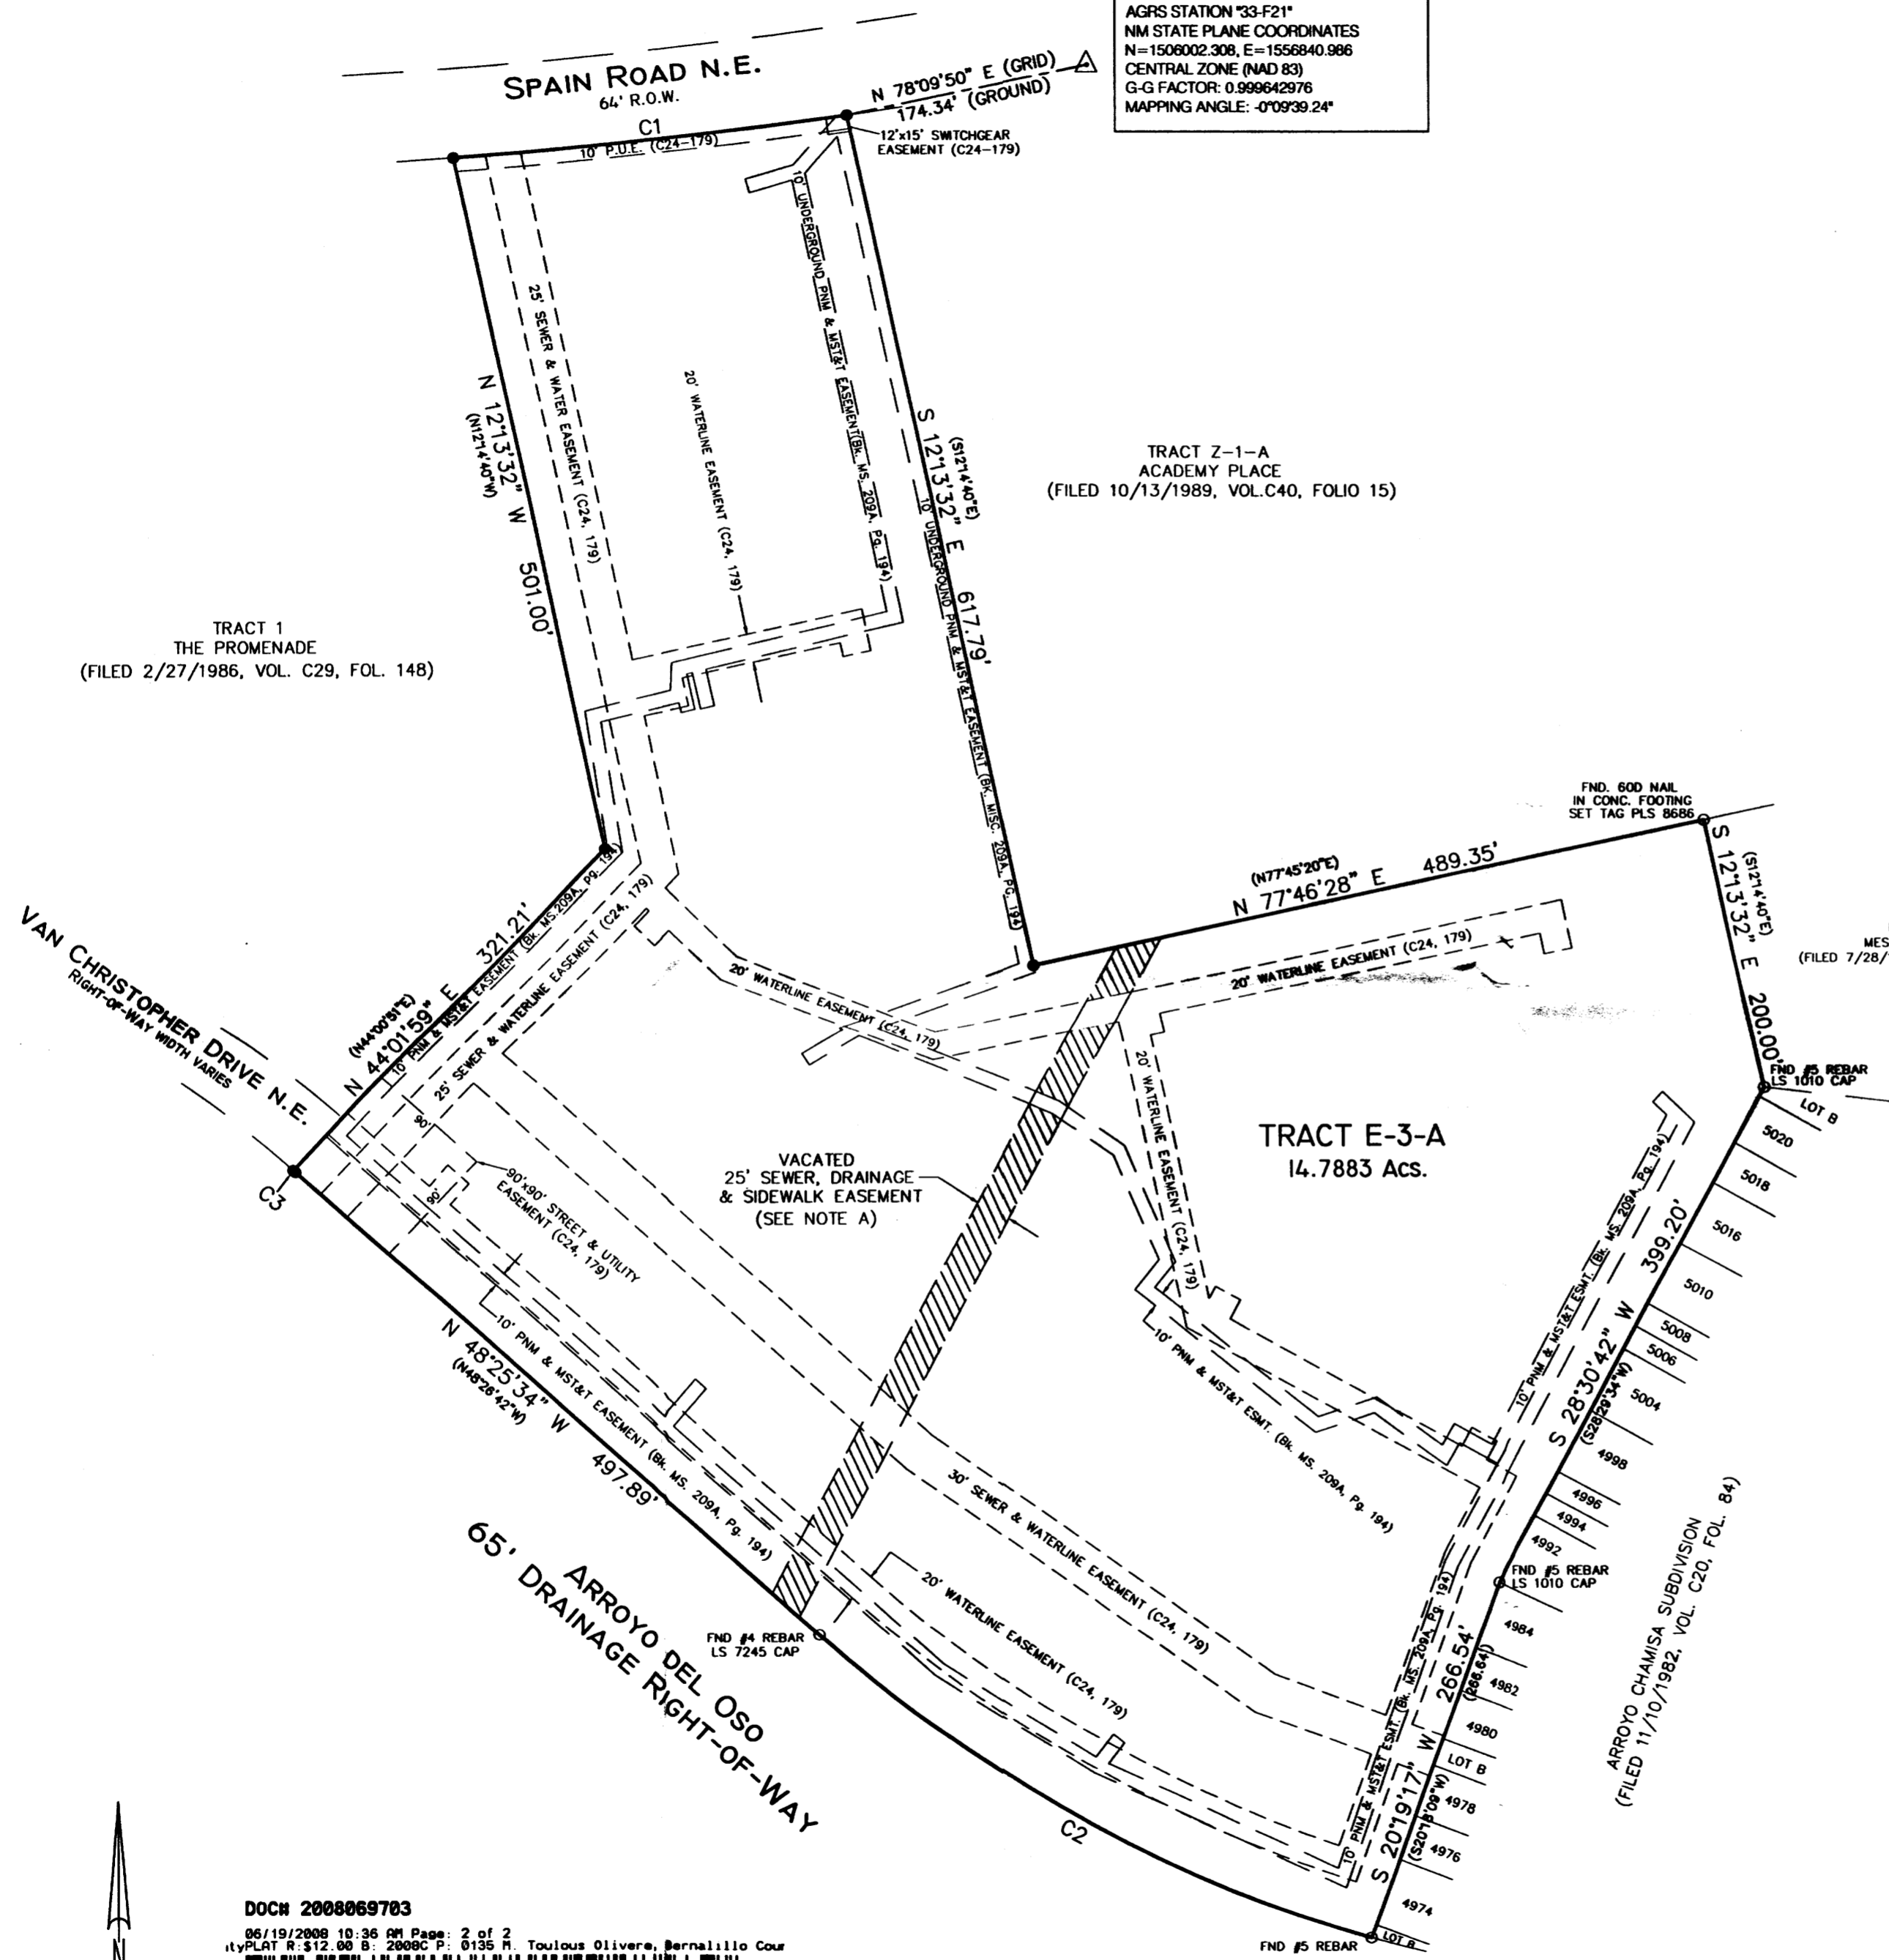 AGRS STATION "33-F21"
NM STATE PLANE COORDINATES
N=1506002.308, E=1556840.986
CENTRAL ZONE (NAD 83)
G-G FACTOR: 0.999642976
MAPPING ANGLE: -0°09'39.24"
SPAIN ROAD N.E.
64' R.O.W.
N 78°09'50" E (GRID)
174.34' (GROUND)
C1
10' P.U.E. (C24-179)
12'x15' SWITCHGEAR
EASEMENT (C24-179)
10' UNDERGROUND PNM & MST&T EASEMENT(Bk. MS. 209A, Pg. 194)
25' SEWER & WATER EASEMENT (C24, 179)
20' WATERLINE EASEMENT (C24, 179)
N 12°13'32" W 501.00'
(N12°14'40"W)
S 12°13'32" E 617.79'
(S12°14'40"E)
10' UNDERGROUND PNM & MST&T EASEMENT (BK. MISC. 209A, PG. 194)
TRACT Z-1-A
ACADEMY PLACE
(FILED 10/13/1989, VOL.C40, FOLIO 15)
TRACT 1
THE PROMENADE
(FILED 2/27/1986, VOL. C29, FOL. 148)
FND. 60D NAIL
IN CONC. FOOTING
SET TAG PLS 8686
(N77°45'20"E)
N 77°46'28" E 489.35'
S 12°13'32" E 200.00'
(S12°14'40"E)
MES
(FILED 7/28/
VAN CHRISTOPHER DRIVE N.E.
RIGHT-OF-WAY WIDTH VARIES
(N44°00'51"E)
N 44°01'59" E 321.21'
10' PNM & MST&T EASEMENT (Bk. MS.209A, Pg. 194)
25' SEWER & WATERLINE EASEMENT (C24, 179)
20' WATERLINE EASEMENT (C24, 179)
20' WATERLINE EASEMENT (C24, 179)
20' WATERLINE EASEMENT (C24, 179)
FND #5 REBAR
LS 1010 CAP
TRACT E-3-A
14.7883 Acs.
VACATED
25' SEWER, DRAINAGE
& SIDEWALK EASEMENT
(SEE NOTE A)
90'
90'
90'x90' STREET & UTILITY
EASEMENT (C24, 179)
C3
LOT B
5020
5018
5016
5010
5008
5006
5004
4998
4996
4994
4992
S 28°30'42" W 399.20'
(S28°29'34"W)
10' PNM & MST&T ESMT. (Bk. MS. 209A, Pg. 194)
10' PNM & MST&T ESMT. (Bk. MS. 209A, Pg. 194)
N 48°25'34" W 497.89'
(N48°26'42"W)
10' PNM & MST&T EASEMENT (Bk. MS. 209A, Pg. 194)
30' SEWER & WATERLINE EASEMENT (C24, 179)
20' WATERLINE EASEMENT (C24, 179)
FND #5 REBAR
LS 1010 CAP
ARROYO CHAMISA SUBDIVISION
(FILED 11/10/1982, VOL. C20, FOL. 84)
4984
4982
4980
LOT B
4978
4976
4974
LOT B
S 20°19'17" W 266.54'
(S20°18'09"W) (266.64')
10' PNM & MST&T ESMT. (Bk. MS. 209A, Pg. 194)
FND #4 REBAR
LS 7245 CAP
ARROYO DEL OSO
65' DRAINAGE RIGHT-OF-WAY
C2
FND #5 REBAR
N
DOC# 2008069703
06/19/2008 10:36 AM Page: 2 of 2
ityPLAT R:$12.00 B: 2008C P: 0135 M. Toulous Olivere, Bernalillo Cour